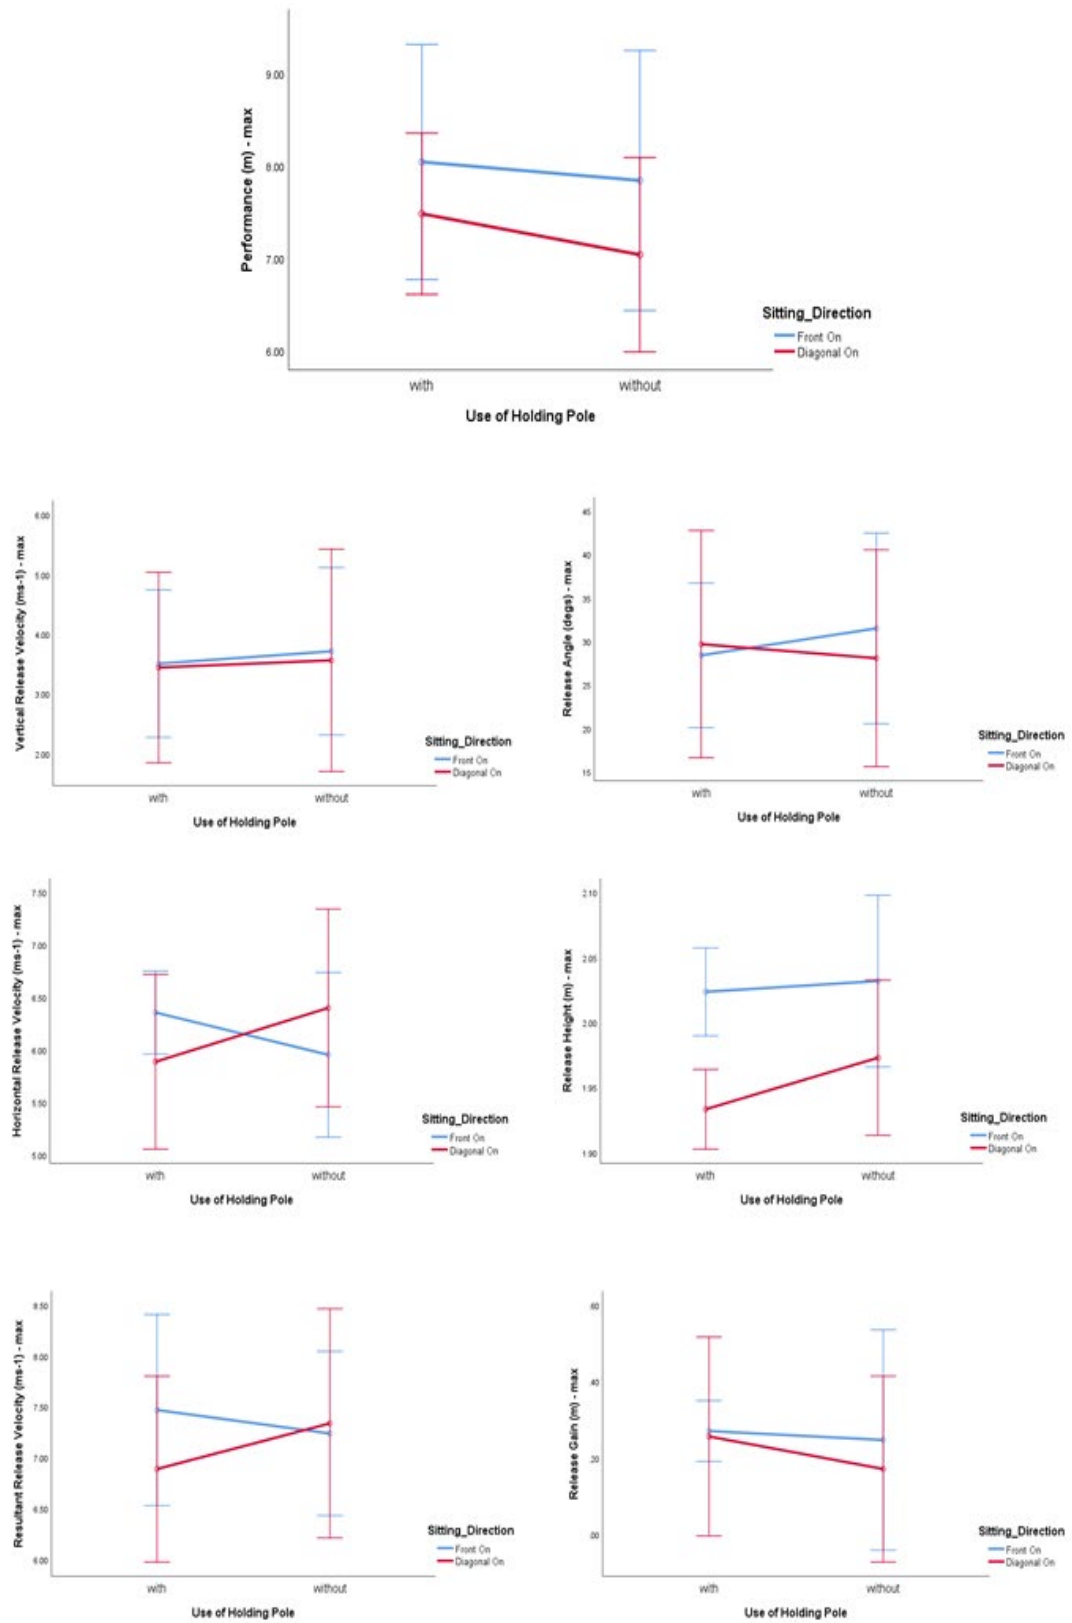 Performance (m) - max
9.00
8.00
7.00
6.00
with
without
Use of Holding Pole
Sitting_Direction
Front On
Diagonal On
Vertical Release Velocity (ms-1) - max
6.00
5.00
4.00
3.00
2.00
with
without
Use of Holding Pole
Sitting_Direction
Front On
Diagonal On
Release Angle (degs) - max
45
40
35
30
25
20
15
with
without
Use of Holding Pole
Sitting_Direction
Front On
Diagonal On
Horizontal Release Velocity (ms-1) - max
7.50
7.00
6.50
6.00
5.50
5.00
with
without
Use of Holding Pole
Sitting_Direction
Front On
Diagonal On
Release Height (m) - max
2.10
2.05
2.00
1.95
1.90
with
without
Use of Holding Pole
Sitting_Direction
Front On
Diagonal On
Resultant Release Velocity (ms-1) - max
8.50
8.00
7.50
7.00
6.50
6.00
with
without
Use of Holding Pole
Sitting_Direction
Front On
Diagonal On
Release Gain (m) - max
.60
.40
.20
.00
with
without
Use of Holding Pole
Sitting_Direction
Front On
Diagonal On